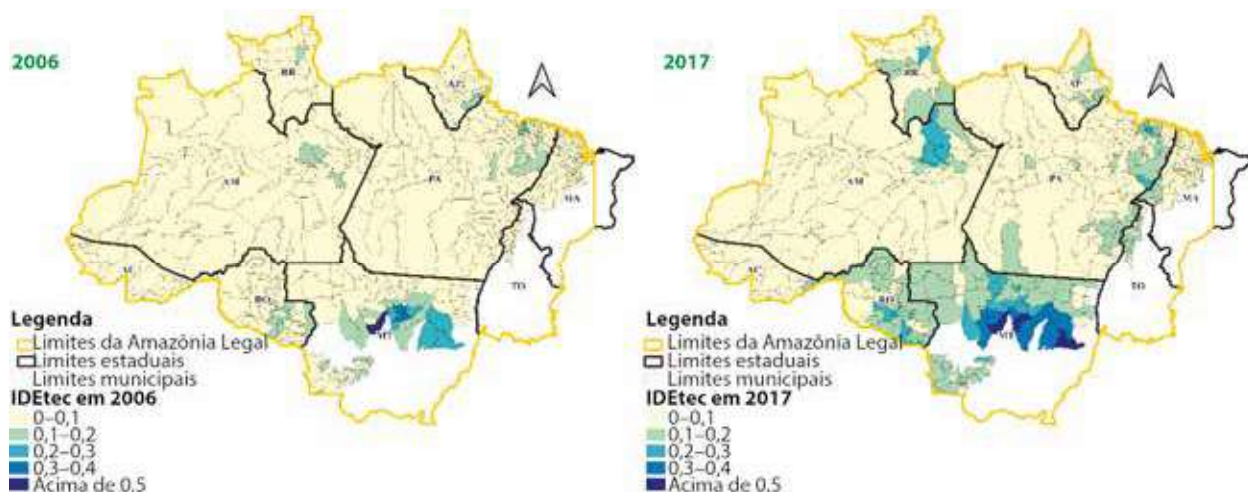 2006
RR
AP
AM
PA
MA
AC
RO
TO
MT
Legenda
Limites da Amazônia Legal
Limites estaduais
Limites municipais
IDEtec em 2006
0–0,1
0,1–0,2
0,2–0,3
0,3–0,4
Acima de 0,5
2017
RR
AP
AM
PA
MA
AC
RO
TO
MT
Legenda
Limites da Amazônia Legal
Limites estaduais
Limites municipais
IDEtec em 2017
0–0,1
0,1–0,2
0,2–0,3
0,3–0,4
Acima de 0,5